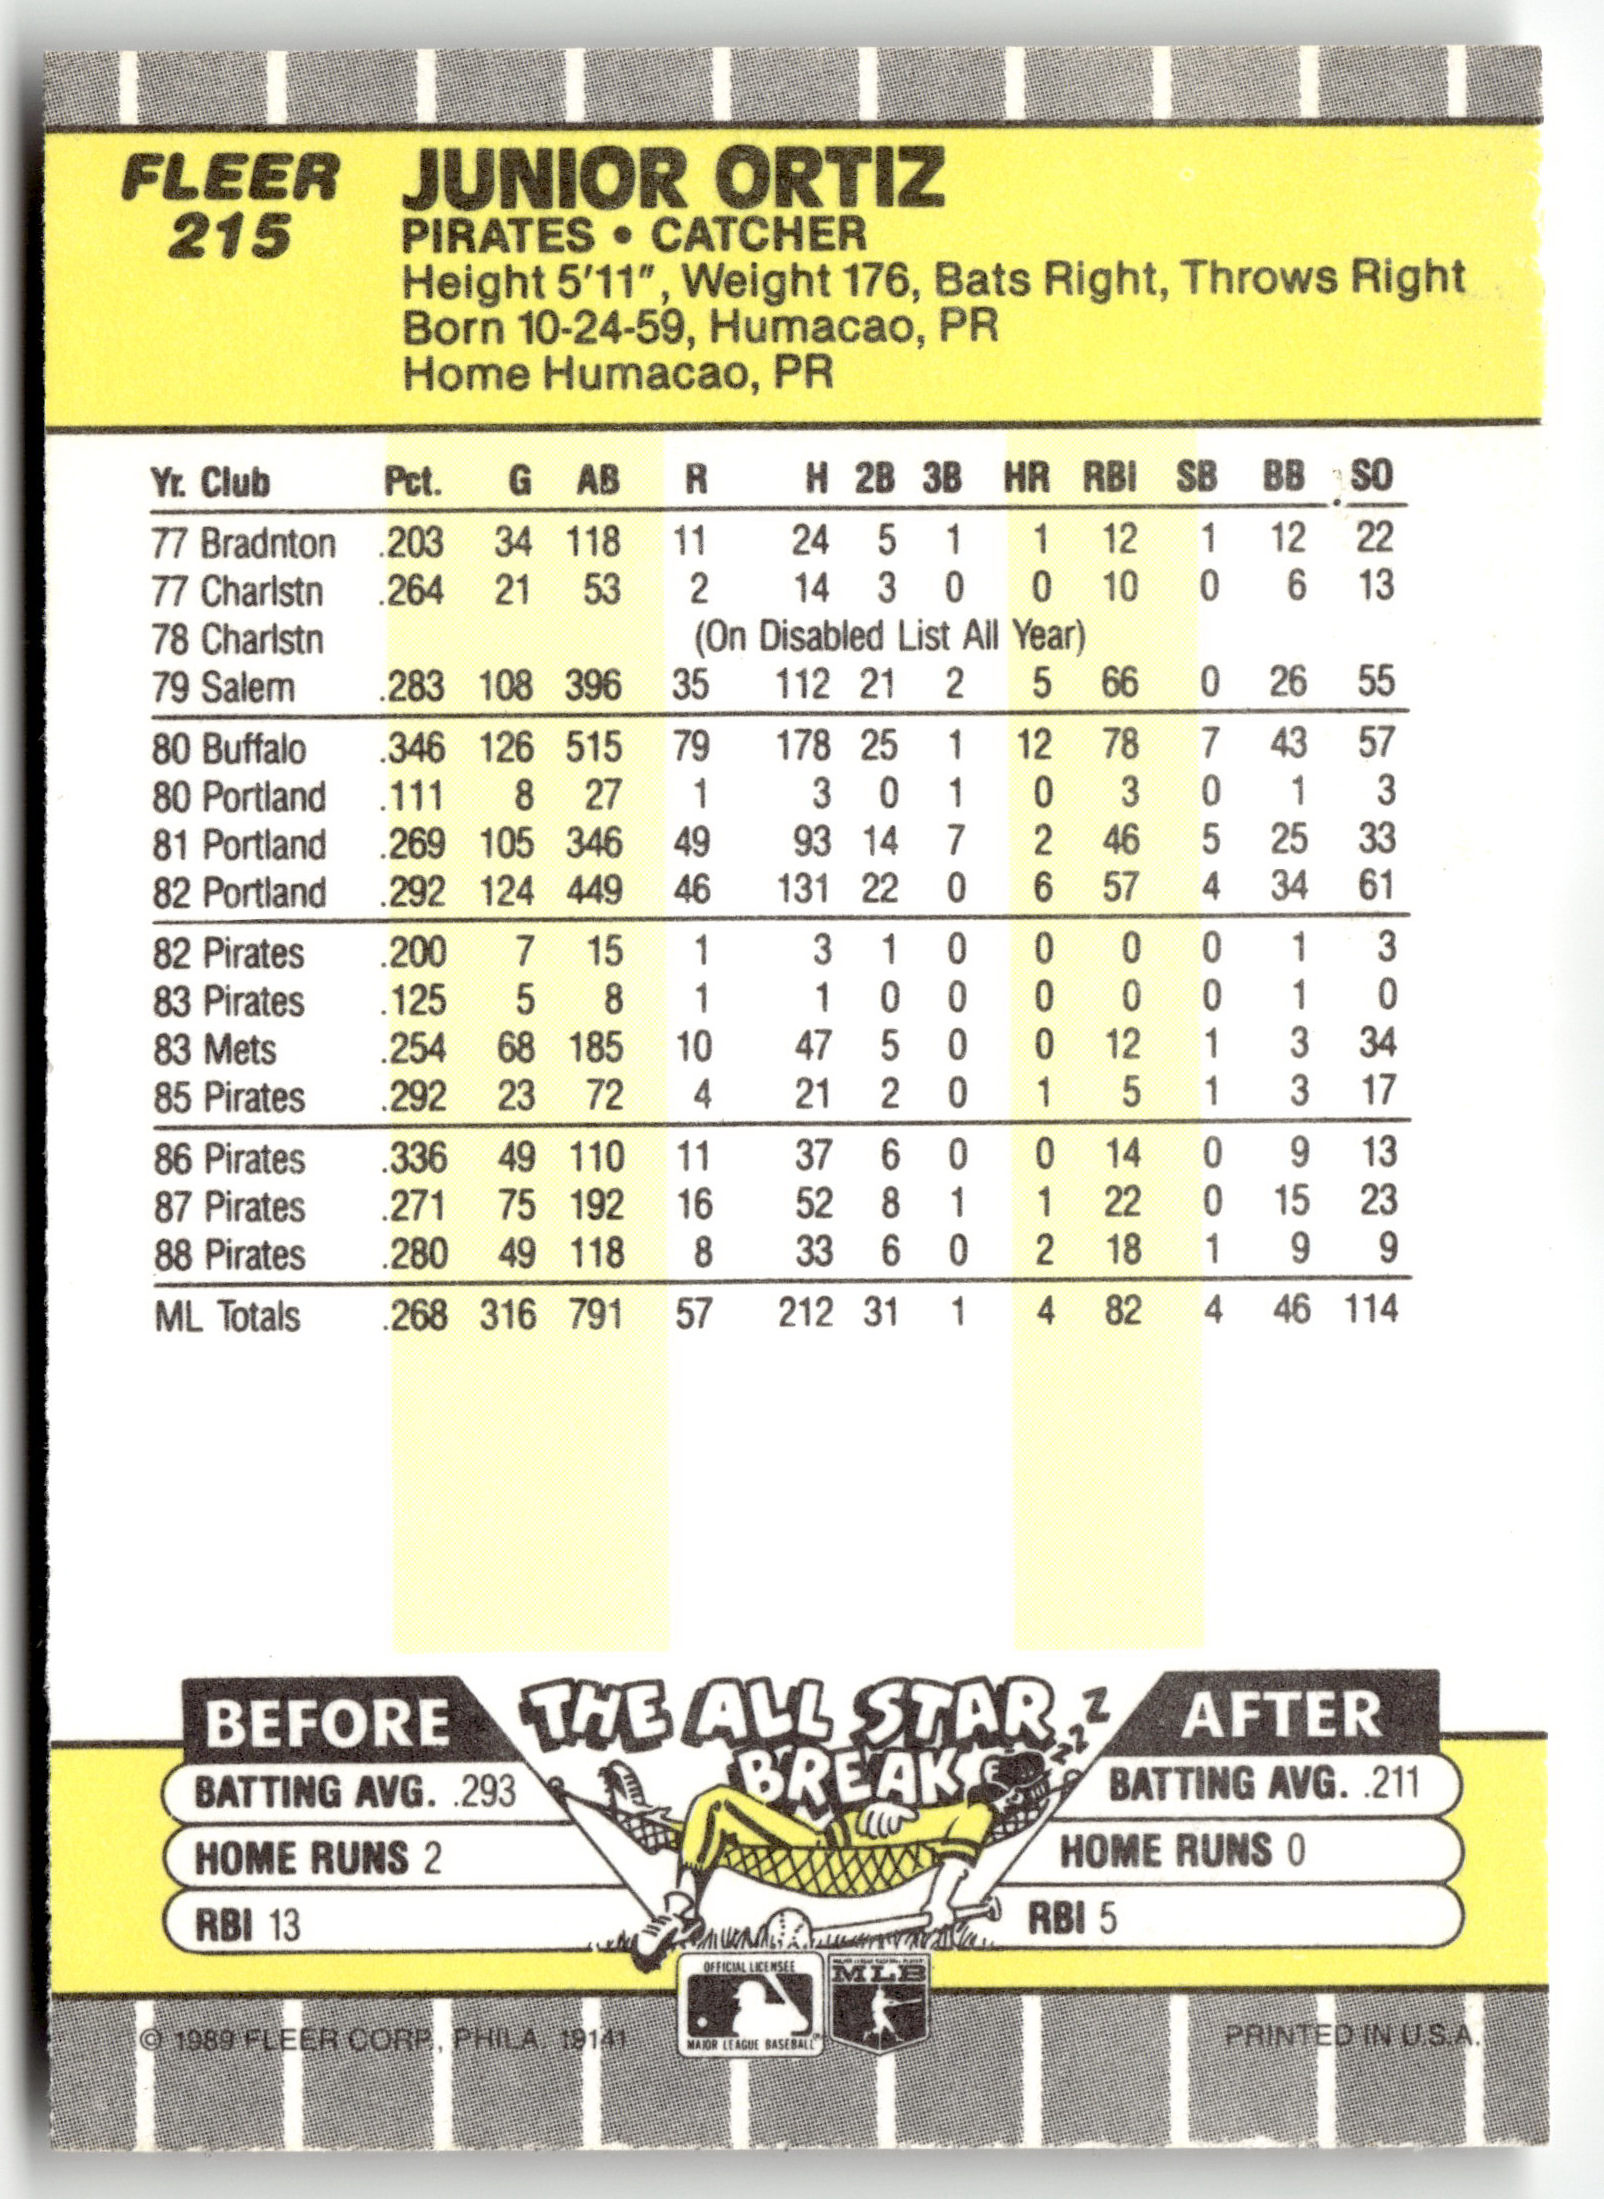 FLEER
215
JUNIOR ORTIZ
PIRATES • CATCHER
Height 5'11", Weight 176, Bats Right, Throws Right
Born 10-24-59, Humacao, PR
Home Humacao, PR
Yr. Club Pct. G AB R H 2B 3B HR RBI SB BB SO
77 Bradnton .203 34 118 11 24 5 1 1 12 1 12 22
77 Charlstn .264 21 53 2 14 3 0 0 10 0 6 13
78 Charlstn (On Disabled List All Year)
79 Salem .283 108 396 35 112 21 2 5 66 0 26 55
80 Buffalo .346 126 515 79 178 25 1 12 78 7 43 57
80 Portland .111 8 27 1 3 0 1 0 3 0 1 3
81 Portland .269 105 346 49 93 14 7 2 46 5 25 33
82 Portland .292 124 449 46 131 22 0 6 57 4 34 61
82 Pirates .200 7 15 1 3 1 0 0 0 0 1 3
83 Pirates .125 5 8 1 1 0 0 0 0 0 1 0
83 Mets .254 68 185 10 47 5 0 0 12 1 3 34
85 Pirates .292 23 72 4 21 2 0 1 5 1 3 17
86 Pirates .336 49 110 11 37 6 0 0 14 0 9 13
87 Pirates .271 75 192 16 52 8 1 1 22 0 15 23
88 Pirates .280 49 118 8 33 6 0 2 18 1 9 9
ML Totals .268 316 791 57 212 31 1 4 82 4 46 114
BEFORE
THE ALL STAR
BREAK
zzzZ
F
AFTER
BATTING AVG. .293
HOME RUNS 2
RBI 13
BATTING AVG. .211
HOME RUNS 0
RBI 5
OFFICIAL LICENSEE
MAJOR LEAGUE BASEBALL
MLB
© 1989 FLEER CORP., PHILA. 19141
PRINTED IN U.S.A.